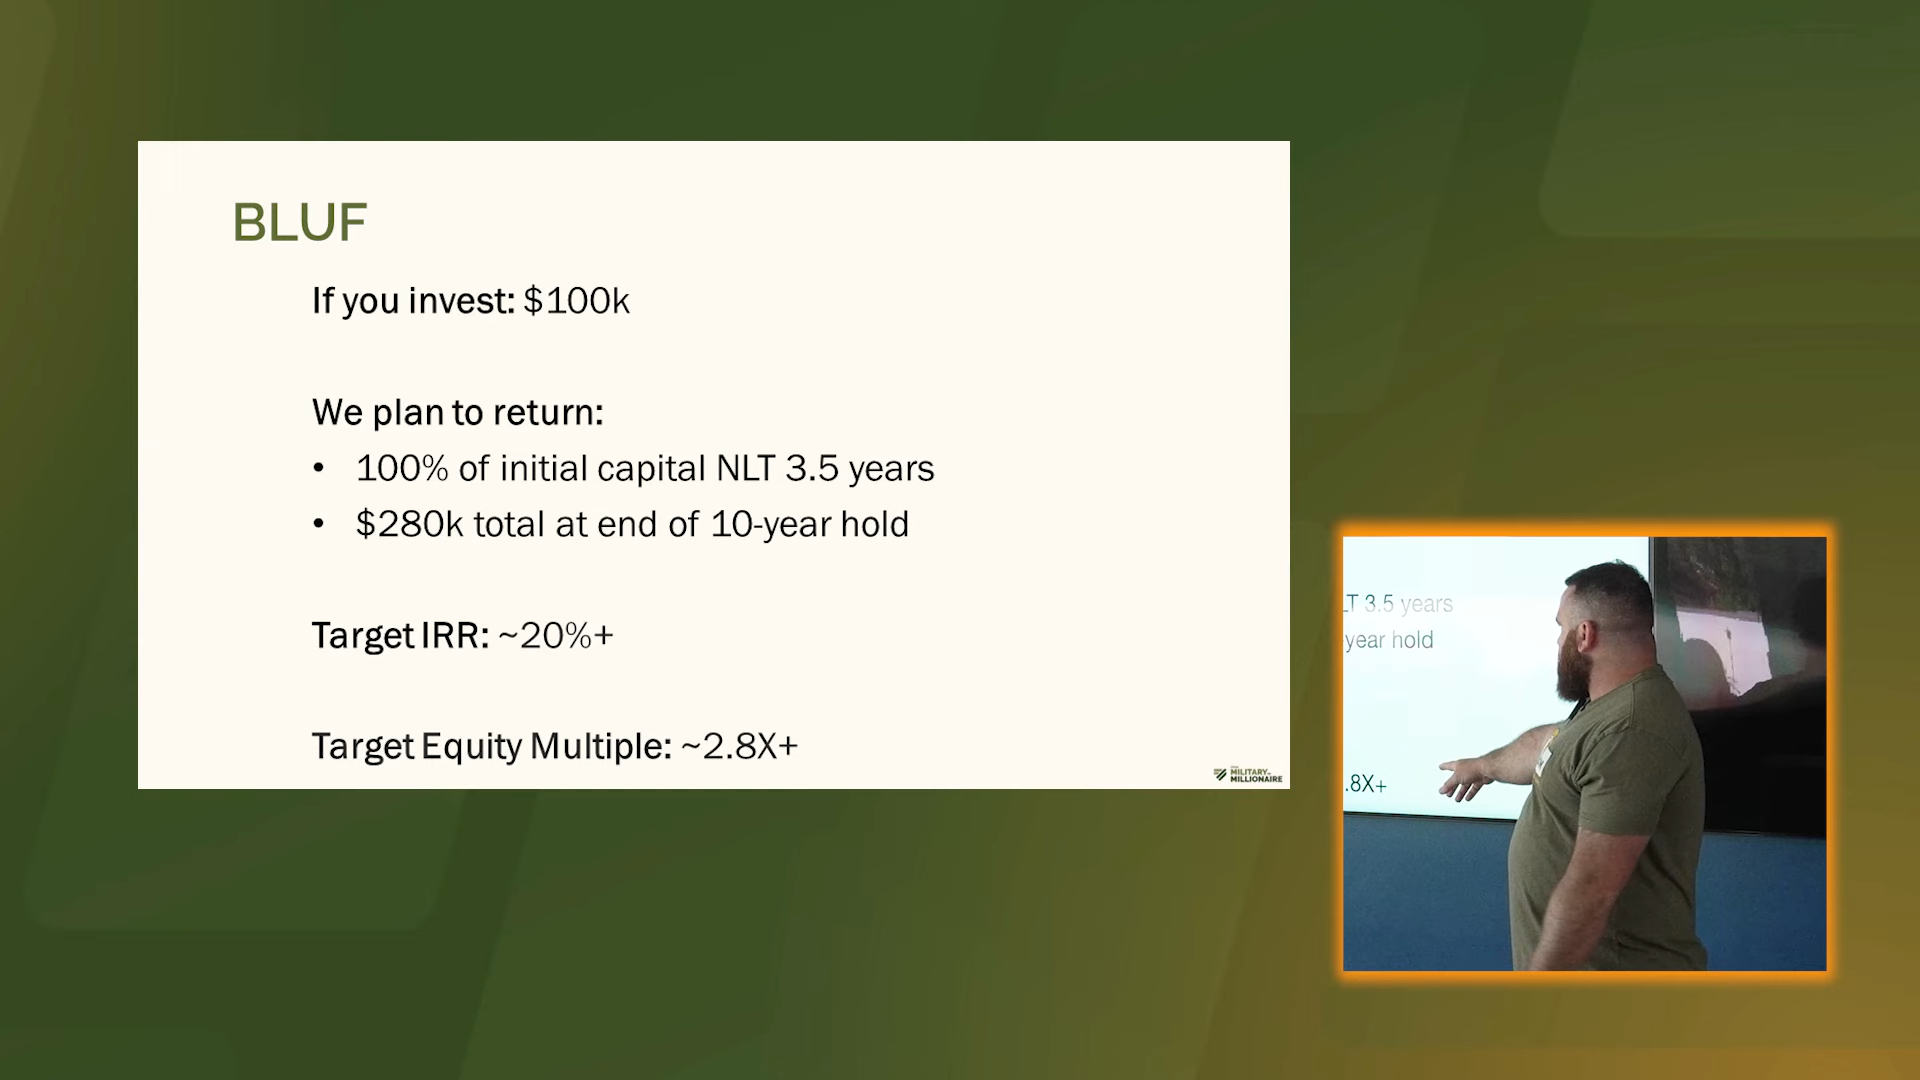 BLUF
If you invest: $100k
We plan to return:
• 100% of initial capital NLT 3.5 years
• $280k total at end of 10-year hold
Target IRR: ~20%+
Target Equity Multiple: ~2.8X+
MILITARY
MILLIONAIRE
LT 3.5 years
year hold
.8X+